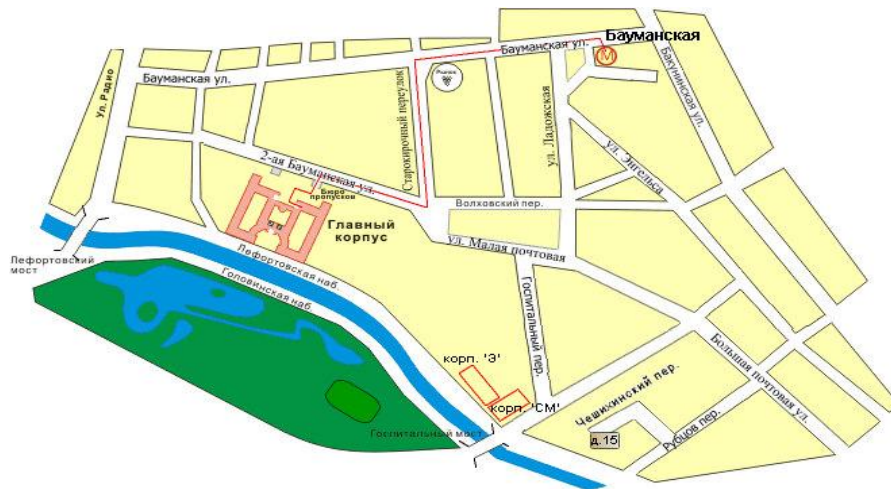 Бауманская
Бауманская ул.
Бауманская ул.
М
Рынок
Ул. Радио
Бакунинская ул.
Старокирочный переулок
ул. Ладожская
ул. Энгельса
2-ая Бауманская ул.
Бюро
пропусков
Волховский пер.
Главный
корпус
ул. Малая почтовая
Лефортовский
мост
Лефортовская наб.
Головинская наб.
Госпитальный пер.
Большая почтовая ул.
корп. 'Э'
корп. 'СМ'
Чешихинский пер.
Рубцов пер.
Госпитальный мост
д.15